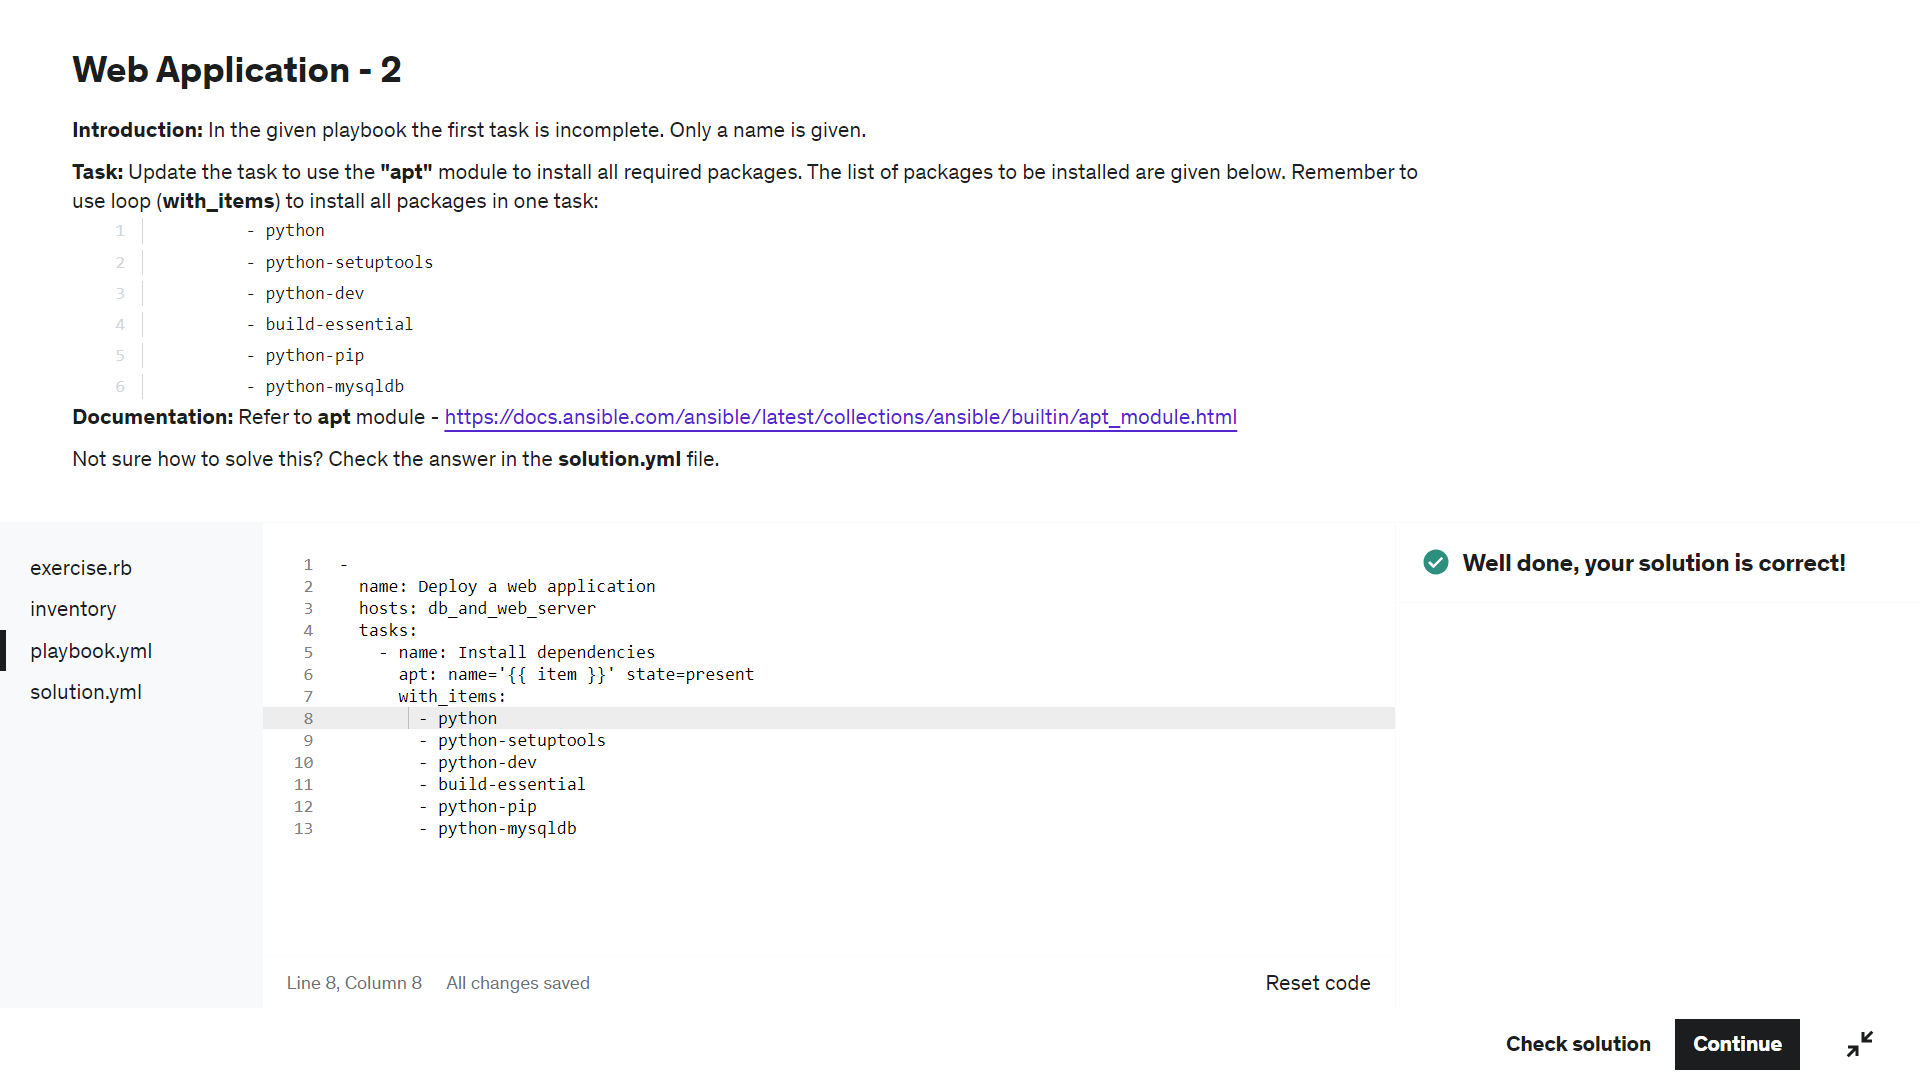 Web Application - 2
Introduction: In the given playbook the first task is incomplete. Only a name is given.
Task: Update the task to use the "apt" module to install all required packages. The list of packages to be installed are given below. Remember to
use loop (with_items) to install all packages in one task:
1 - python
2 - python-setuptools
3 - python-dev
4 - build-essential
5 - python-pip
6 - python-mysqldb
Documentation: Refer to apt module - https://docs.ansible.com/ansible/latest/collections/ansible/builtin/apt_module.html
Not sure how to solve this? Check the answer in the solution.yml file.
exercise.rb
inventory
playbook.yml
solution.yml
1 -
2 name: Deploy a web application
3 hosts: db_and_web_server
4 tasks:
5 - name: Install dependencies
6 apt: name='{{ item }}' state=present
7 with_items:
8 - python
9 - python-setuptools
10 - python-dev
11 - build-essential
12 - python-pip
13 - python-mysqldb
Line 8, Column 8 All changes saved
Reset code
Well done, your solution is correct!
Check solution
Continue